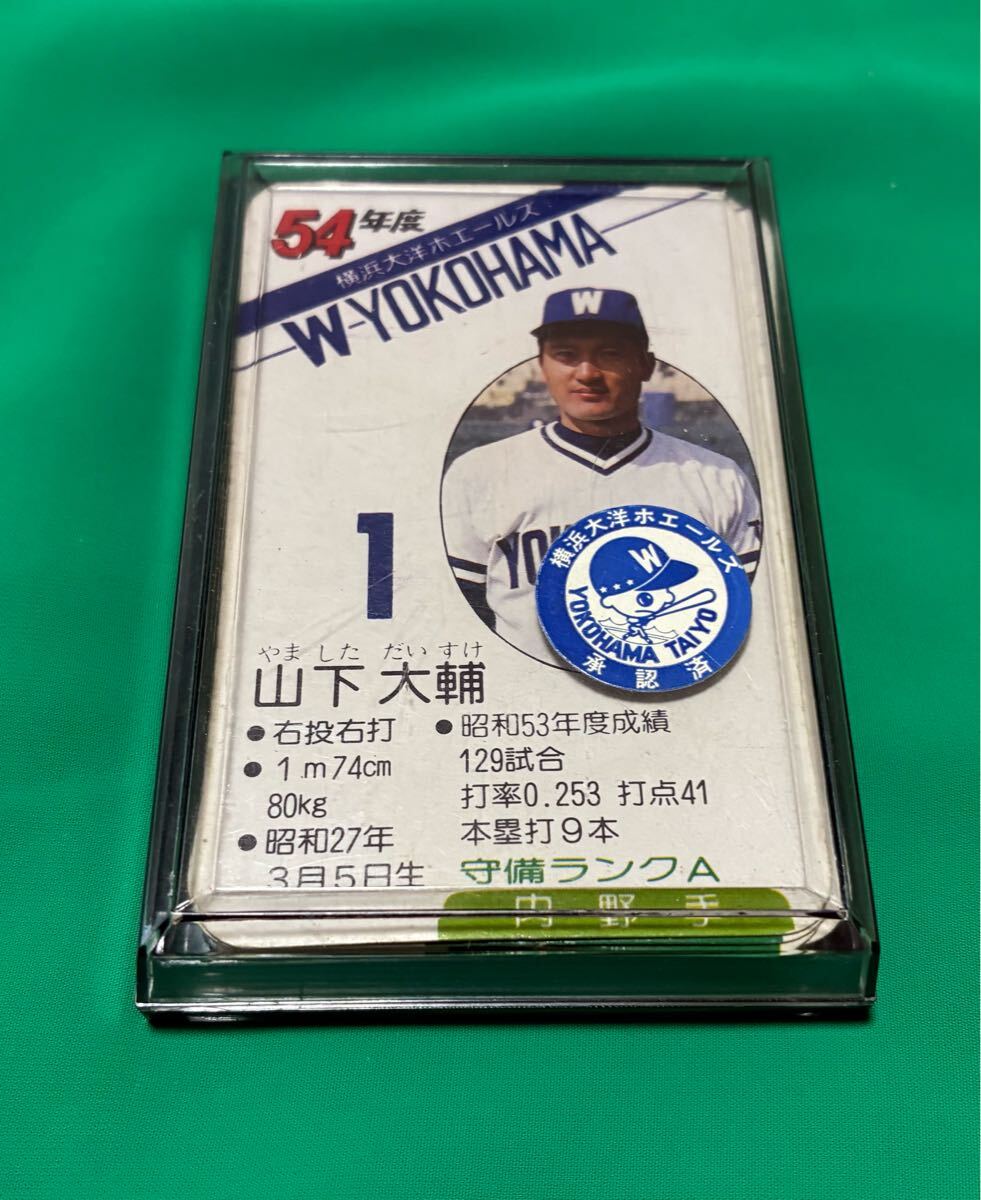 54年度
横浜大洋ホエールズ
W-YOKOHAMA
W
YO
1
横浜大洋ホエールズ
W
YOKOHAMA TAIYO
承認済
やました だいすけ
山下大輔
●右投右打
●1m74cm
80kg
●昭和27年
3月5日生
●昭和53年度成績
129試合
打率0.253 打点41
本塁打9本
守備ランクA
内野手